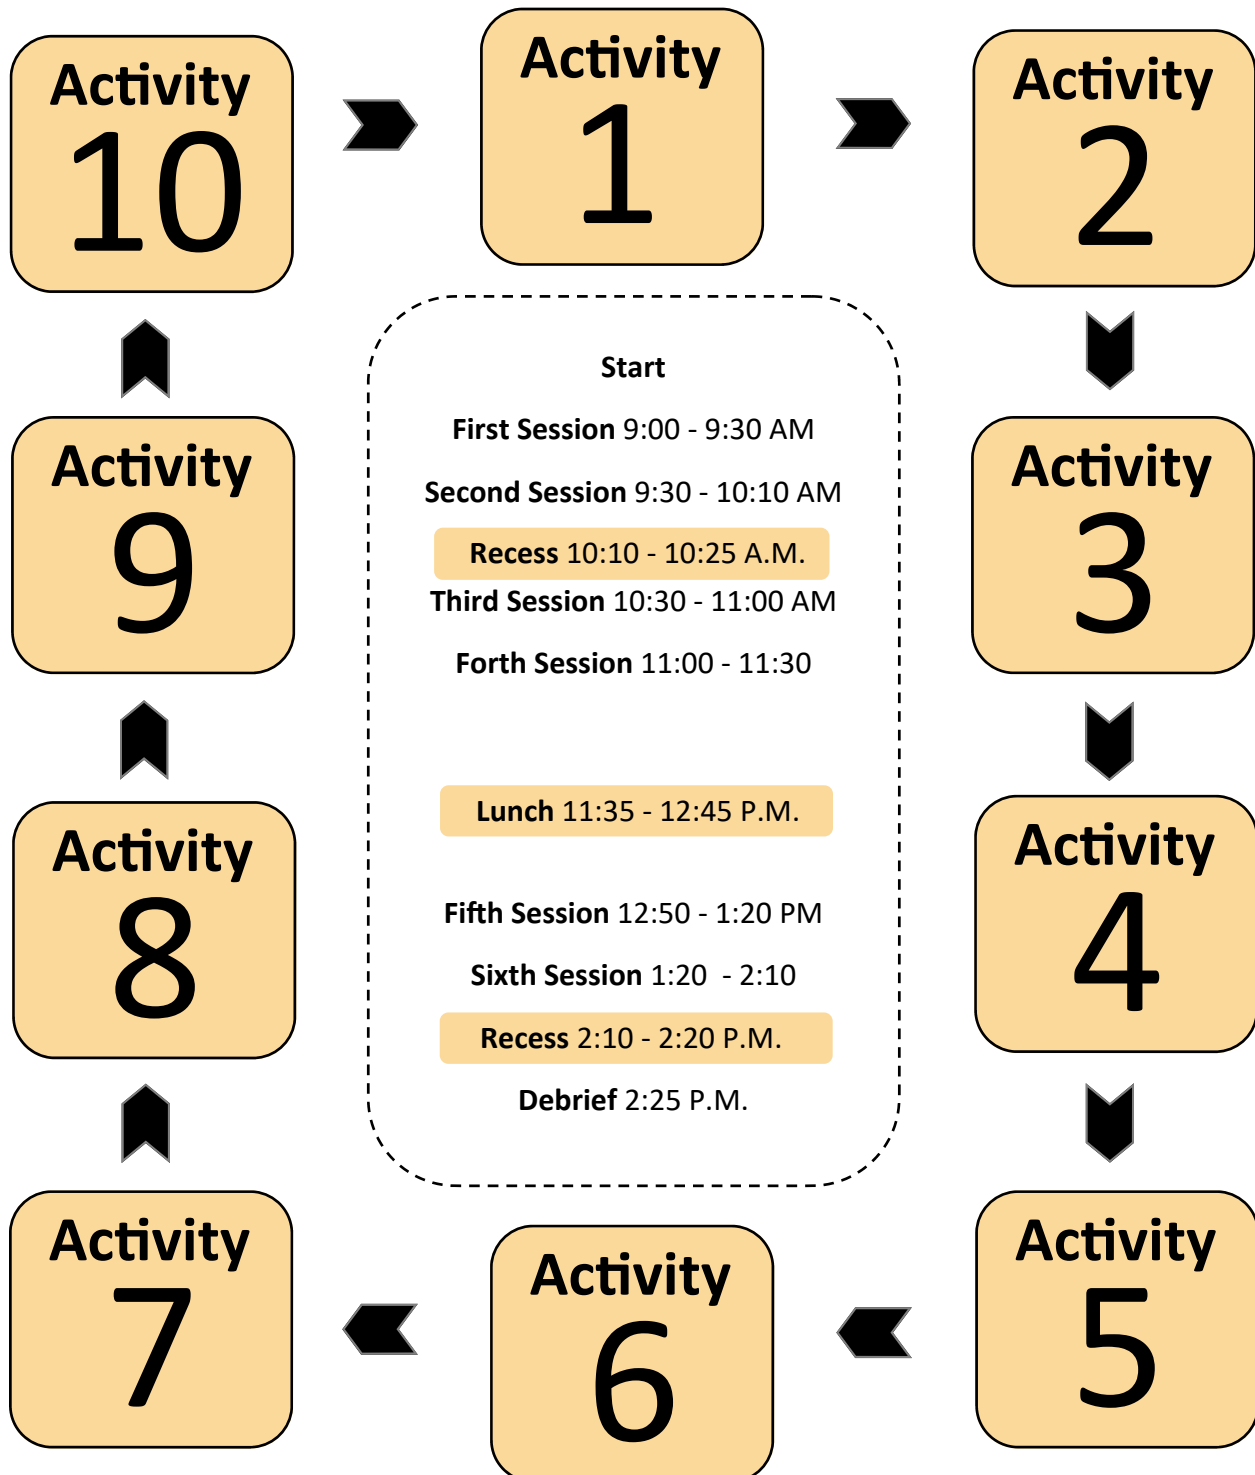 Activity
10
Activity
1
Activity
2
Start
First Session 9:00 - 9:30 AM
Second Session 9:30 - 10:10 AM
Recess 10:10 - 10:25 A.M.
Third Session 10:30 - 11:00 AM
Forth Session 11:00 - 11:30
Lunch 11:35 - 12:45 P.M.
Fifth Session 12:50 - 1:20 PM
Sixth Session 1:20  - 2:10
Recess 2:10 - 2:20 P.M.
Debrief 2:25 P.M.
Activity
3
Activity
4
Activity
5
Activity
6
Activity
7
Activity
8
Activity
9